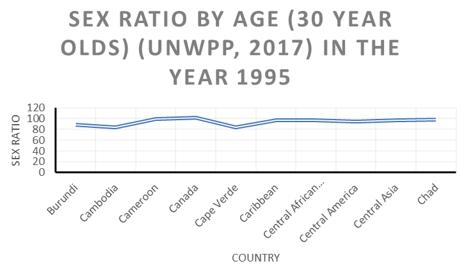 SEX RATIO BY AGE (30 YEAR
OLDS) (UNWPP, 2017) IN THE
YEAR 1995
SEX RATIO
120
100
80
60
40
20
0
Burundi
Cambodia
Cameroon
Canada
Cape Verde
Caribbean
Central African...
Central America
Central Asia
Chad
COUNTRY